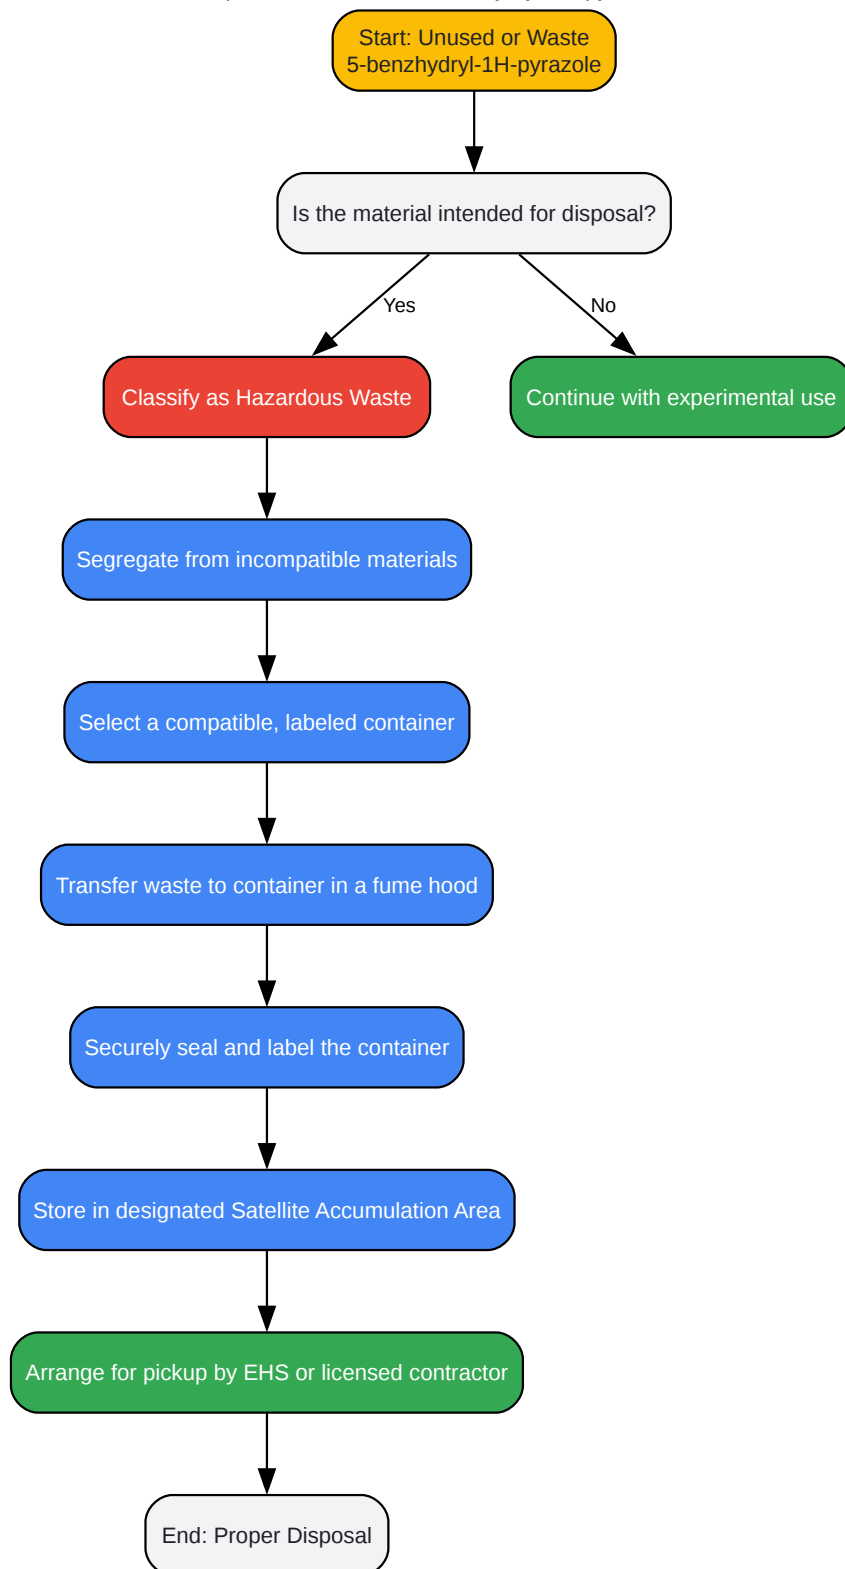 Start: Unused or Waste
5-benzhydryl-1H-pyrazole
Is the material intended for disposal?
Yes
No
Classify as Hazardous Waste
Continue with experimental use
Segregate from incompatible materials
Select a compatible, labeled container
Transfer waste to container in a fume hood
Securely seal and label the container
Store in designated Satellite Accumulation Area
Arrange for pickup by EHS or licensed contractor
End: Proper Disposal